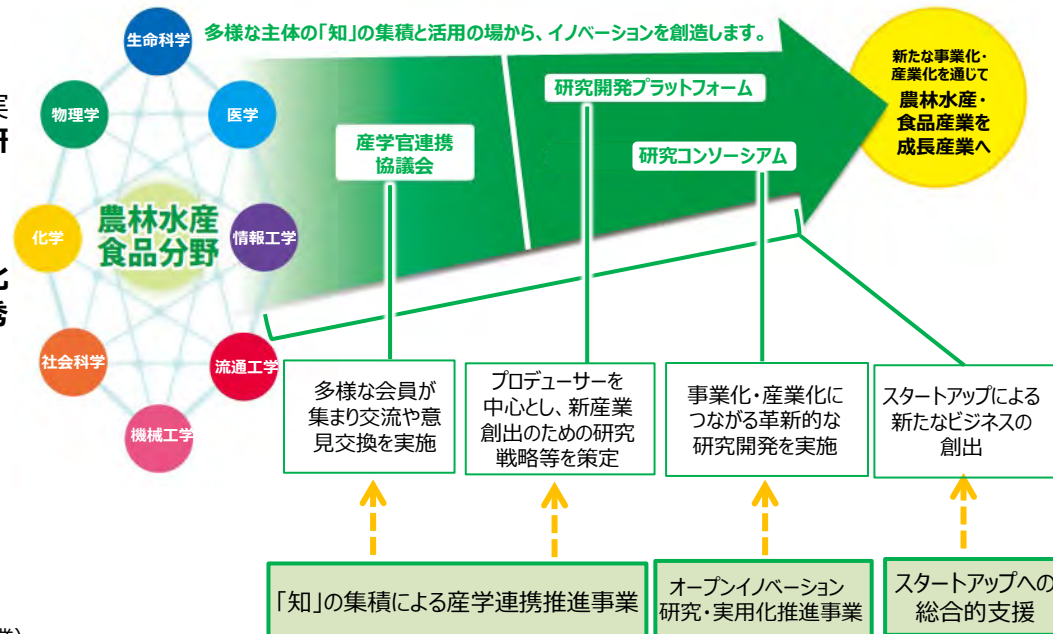 多様な主体の「知」の集積と活用の場から、イノベーションを創造します。
生命科学
物理学
医学
化学
農林水産
食品分野
情報工学
社会科学
流通工学
機械工学
実
研
化
秀
産学官連携
協議会
研究開発プラットフォーム
研究コンソーシアム
新たな事業化・
産業化を通じて
農林水産・
食品産業を
成長産業へ
多様な会員が
集まり交流や意
見交換を実施
プロデューサーを
中心とし、新産業
創出のための研究
戦略等を策定
事業化・産業化に
つながる革新的な
研究開発を実施
スタートアップによる
新たなビジネスの
創出
「知」の集積による産学連携推進事業
オープンイノベーション
研究・実用化推進事業
スタートアップへの
総合的支援
業）